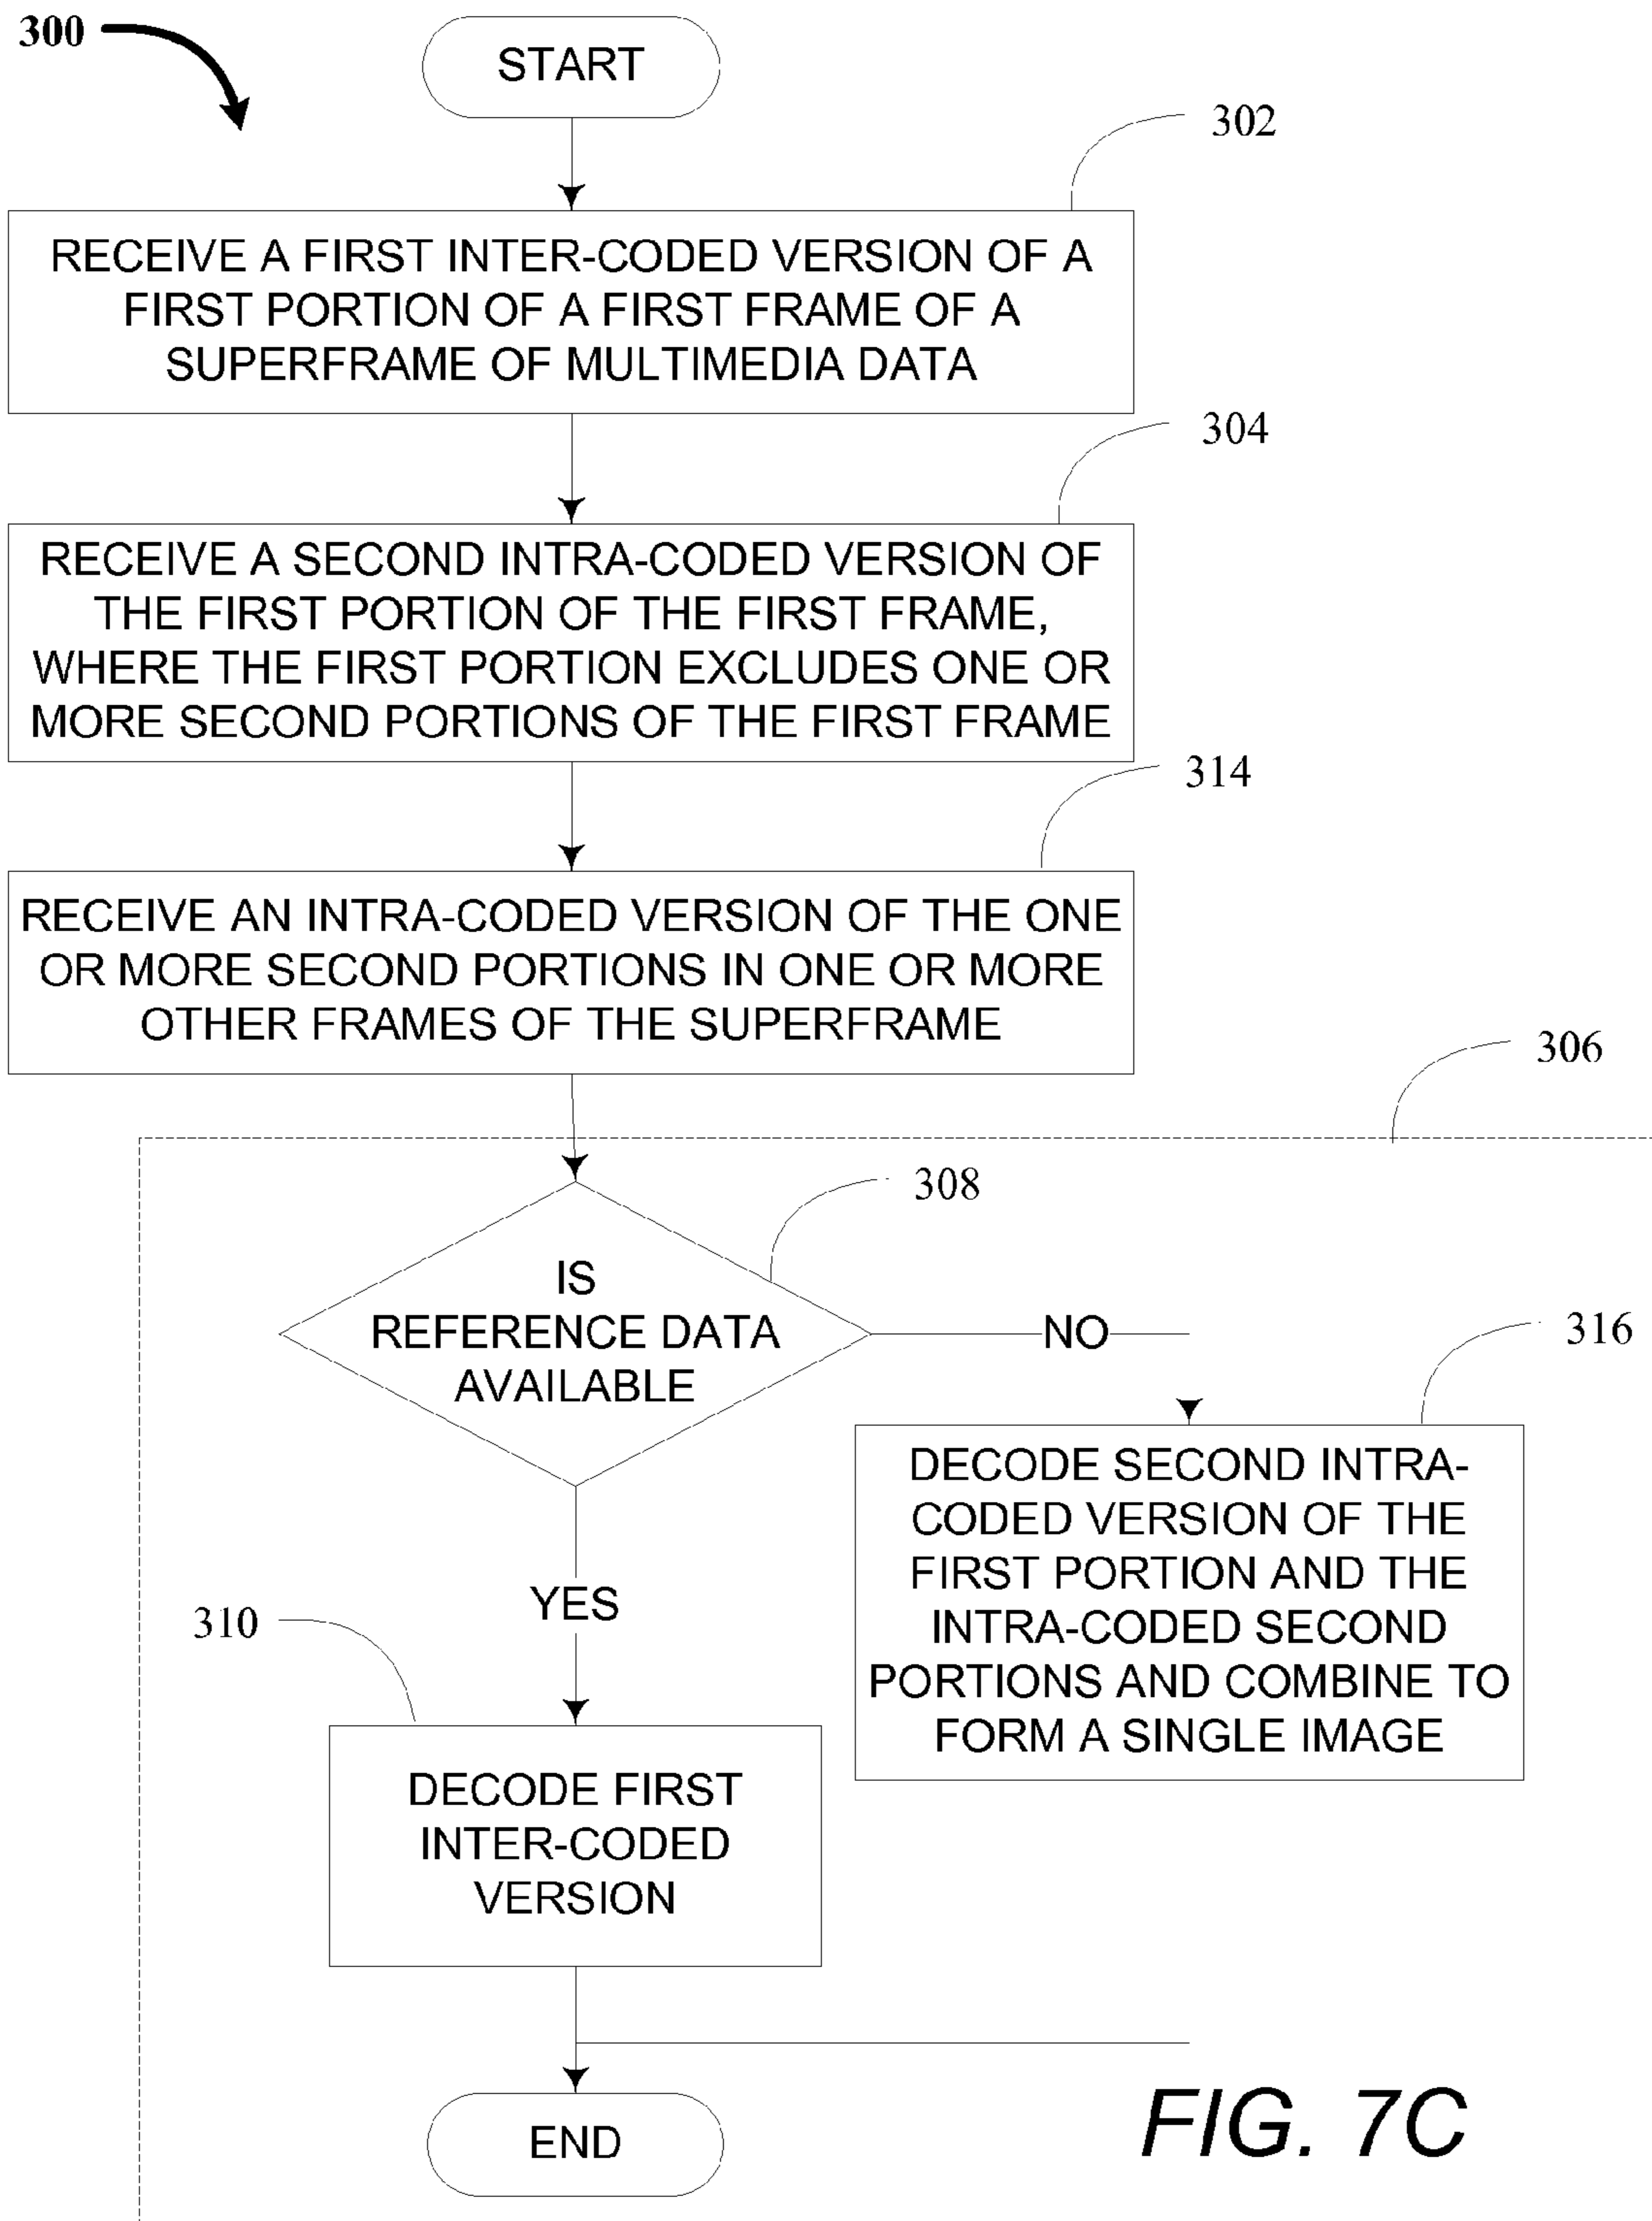 300
START
302
RECEIVE A FIRST INTER-CODED VERSION OF A
FIRST PORTION OF A FIRST FRAME OF A
SUPERFRAME OF MULTIMEDIA DATA
304
RECEIVE A SECOND INTRA-CODED VERSION OF
THE FIRST PORTION OF THE FIRST FRAME,
WHERE THE FIRST PORTION EXCLUDES ONE OR
MORE SECOND PORTIONS OF THE FIRST FRAME
314
RECEIVE AN INTRA-CODED VERSION OF THE ONE
OR MORE SECOND PORTIONS IN ONE OR MORE
OTHER FRAMES OF THE SUPERFRAME
306
308
IS
REFERENCE DATA
AVAILABLE
NO
316
DECODE SECOND INTRA-
CODED VERSION OF THE
FIRST PORTION AND THE
INTRA-CODED SECOND
PORTIONS AND COMBINE TO
FORM A SINGLE IMAGE
YES
310
DECODE FIRST
INTER-CODED
VERSION
END
FIG. 7C